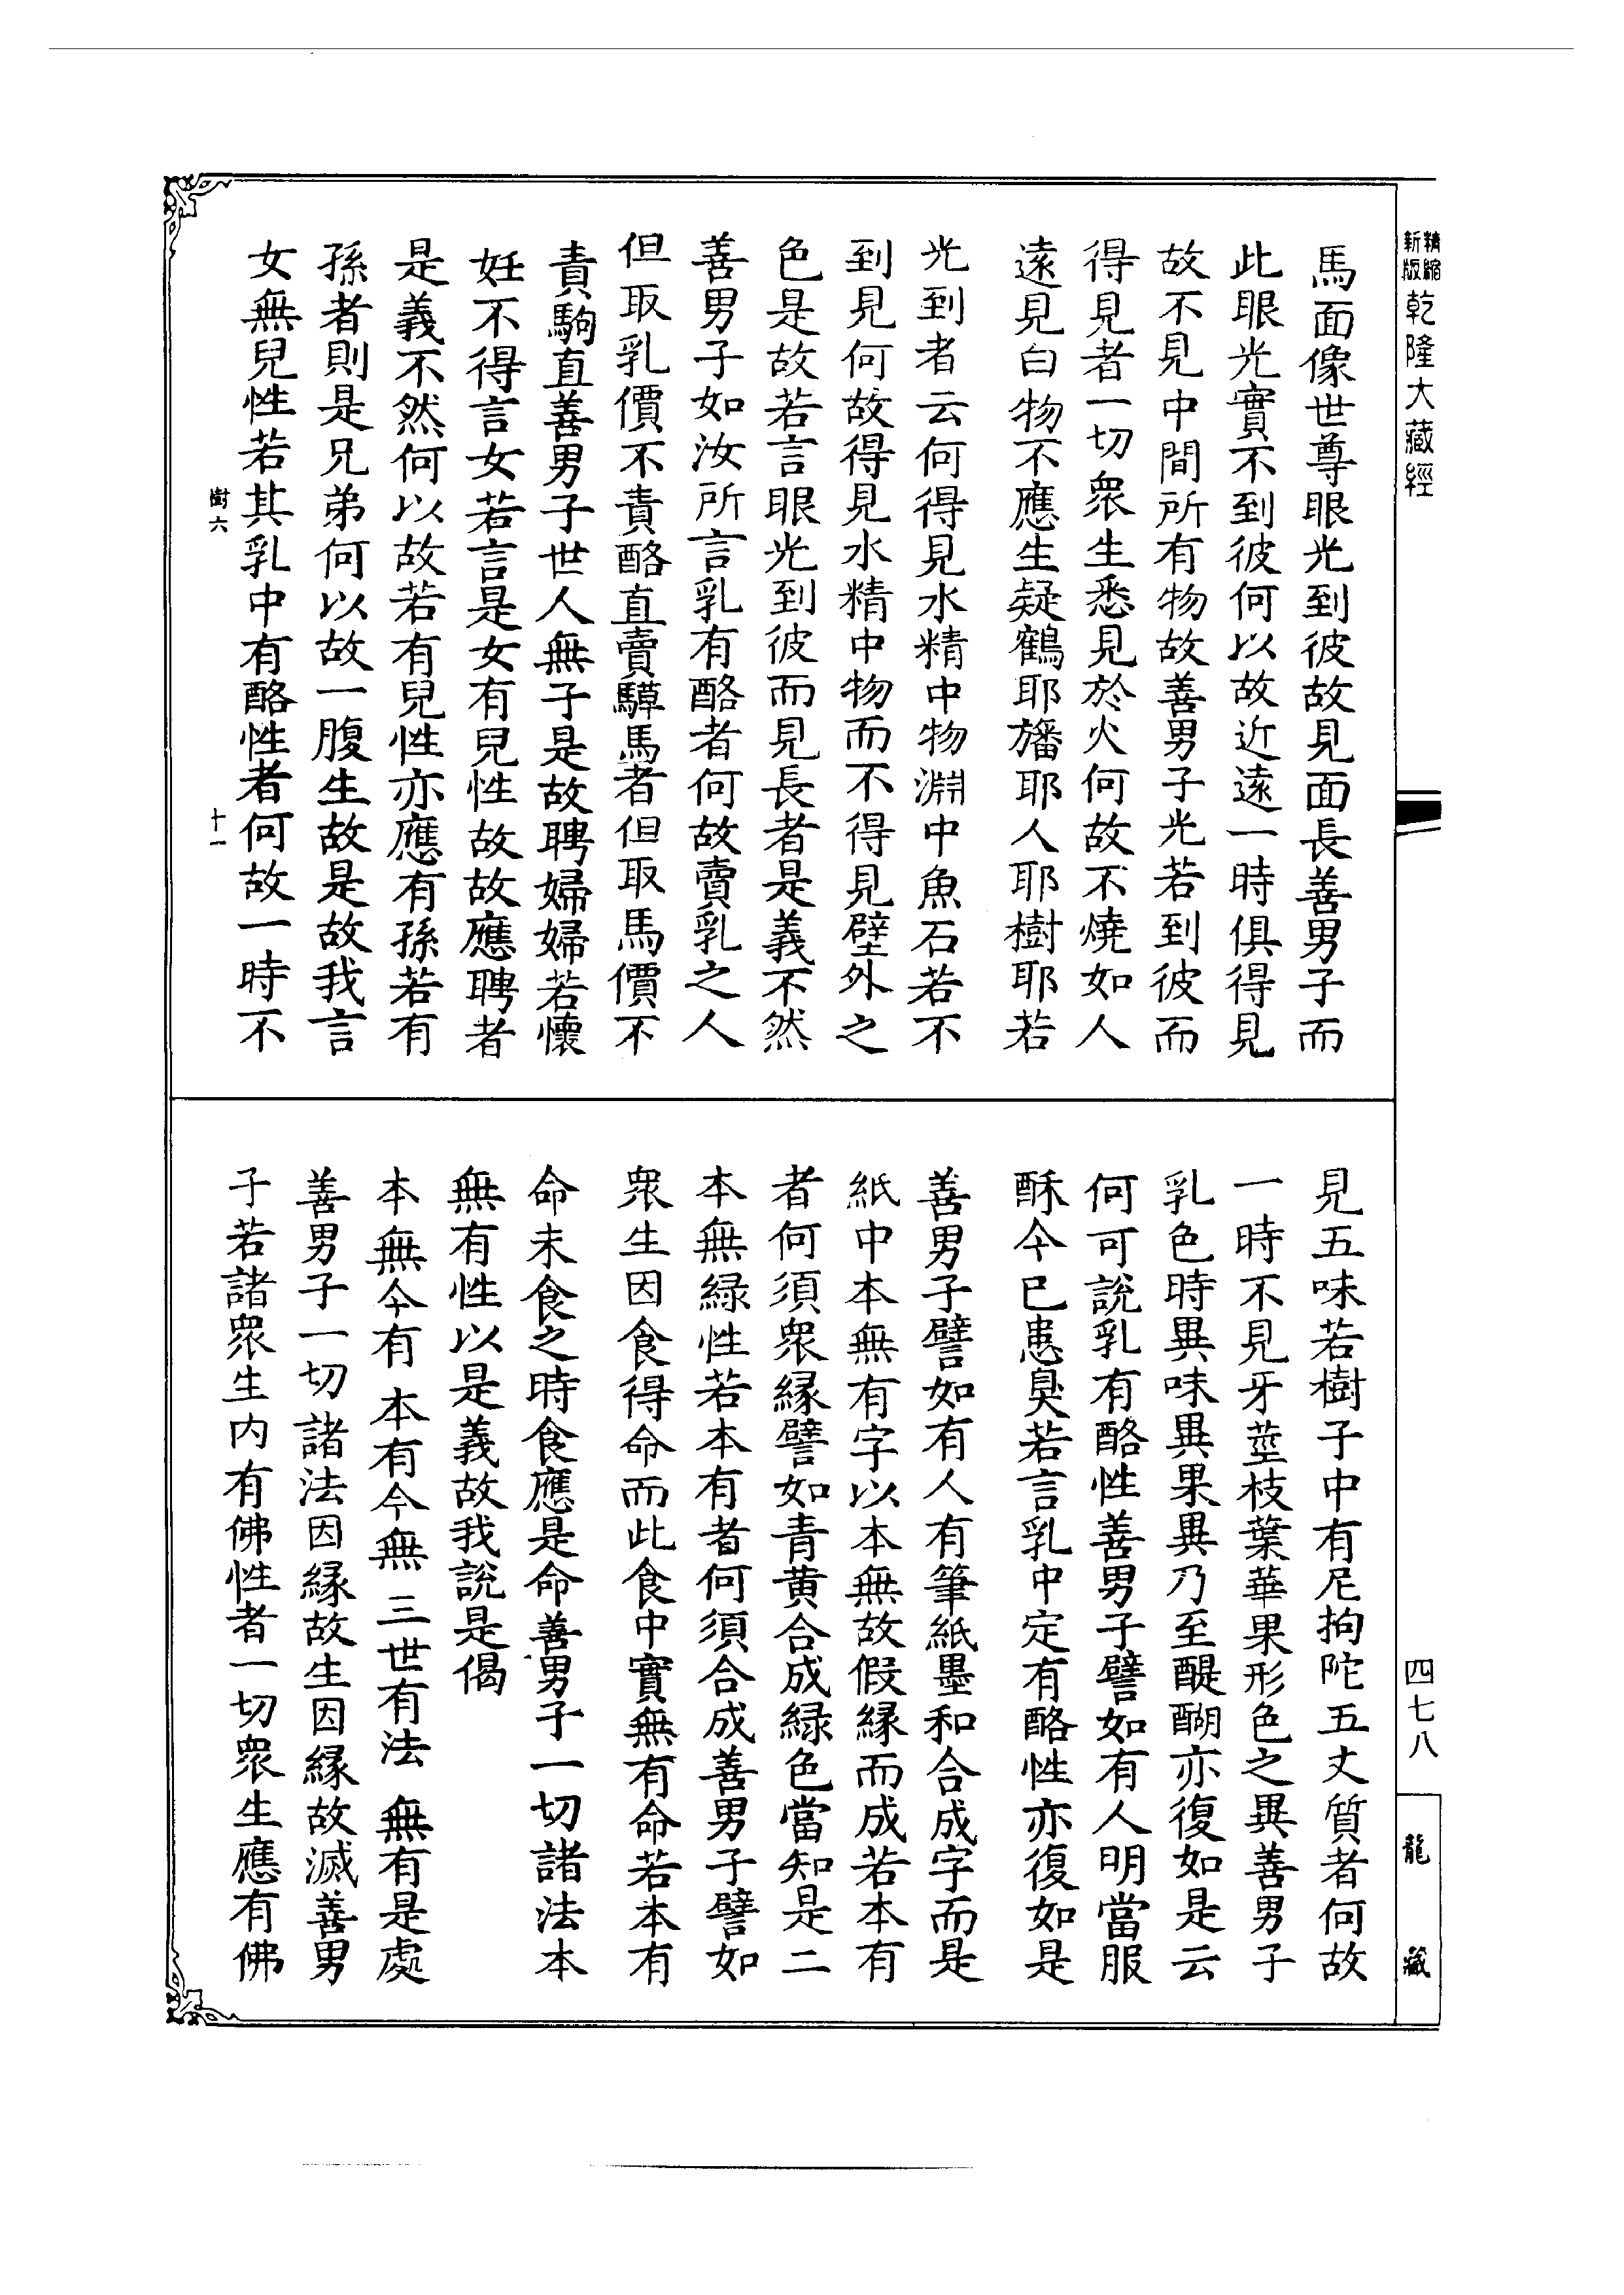 精縮
新版
乾隆大藏經
四七八
龍藏
馬面像世尊眼光到彼故見面長善男子而
此眼光實不到彼何以故近遠一時俱得見
故不見中間所有物故善男子光若到彼而
得見者一切眾生悉見於火何故不燒如人
遠見白物不應生疑鶴耶旛耶人耶樹耶若
光到者云何得見水精中物淵中魚石若不
到見何故得見水精中物而不得見壁外之
色是故若言眼光到彼而見長者是義不然
善男子如汝所言乳有酪者何故賣乳之人
但取乳價不責酪直賣騲馬者但取馬價不
責駒直善男子世人無子是故聘婦婦若懷
妊不得言女若言是女有兒性故故應聘者
是義不然何以故若有兒性亦應有孫若有
孫者則是兄弟何以故一腹生故是故我言
女無兒性若其乳中有酪性者何故一時不
樹六
十一
見五味若樹子中有尼拘陀五丈質者何故
一時不見牙莖枝葉華果形色之異善男子
乳色時異味異果異乃至醍醐亦復如是云
何可說乳有酪性善男子譬如有人明當服
酥今已患臭若言乳中定有酪性亦復如是
善男子譬如有人有筆紙墨和合成字而是
紙中本無有字以本無故假緣而成若本有
者何須眾緣譬如青黃合成綠色當知是二
本無綠性若本有者何須合成善男子譬如
眾生因食得命而此食中實無有命若本有
命未食之時食應是命善男子一切諸法本
無有性以是義故我說是偈
本無今有 本有今無 三世有法 無有是處
善男子一切諸法因緣故生因緣故滅善男
子若諸眾生內有佛性者一切眾生應有佛